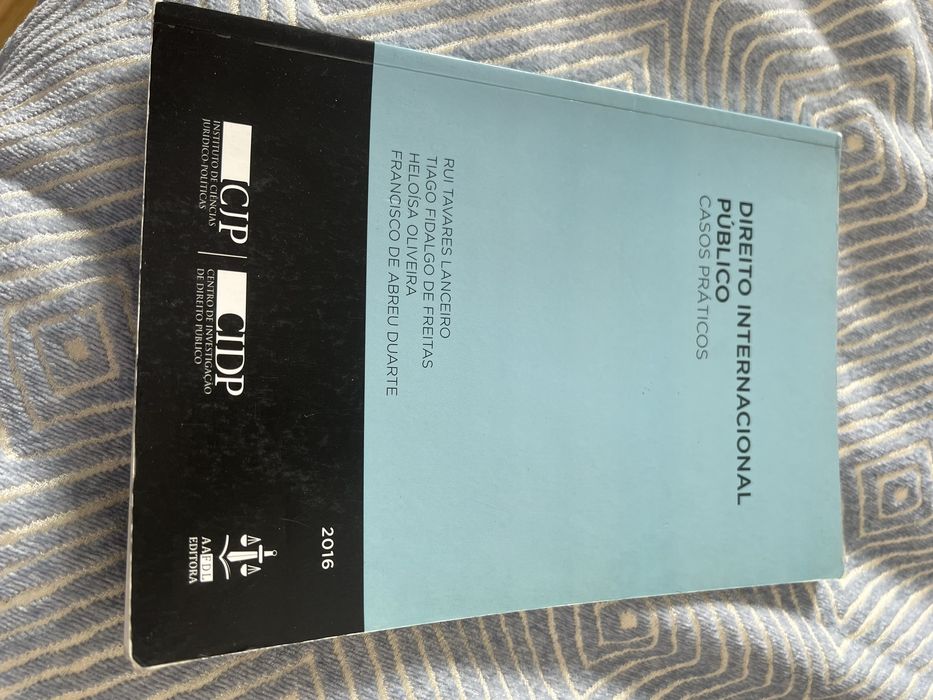 DIREITO INTERNACIONAL
PÚBLICO
CASOS PRÁTICOS
RUI TAVARES LANCEIRO
TIAGO FIDALGO DE FREITAS
HELOÍSA OLIVEIRA
FRANCISCO DE ABREU DUARTE
2016
ICJP
INSTITUTO DE CIÊNCIAS
JURÍDICO-POLÍTICAS
CIDP
CENTRO DE INVESTIGAÇÃO
DE DIREITO PÚBLICO
AAFDL
EDITORA